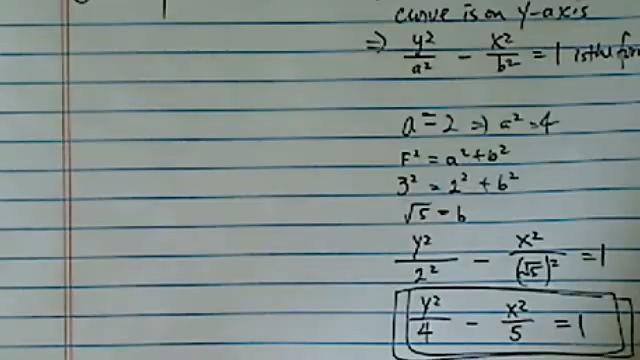 curve is on y-axis
⇒ y²/a² - x²/b² = 1 is the
a = 2 ⇒ a² = 4
F² = a² + b²
3² = 2² + b²
√5 = b
y²/2² - x²/(√5)² = 1
y²/4 - x²/5 = 1